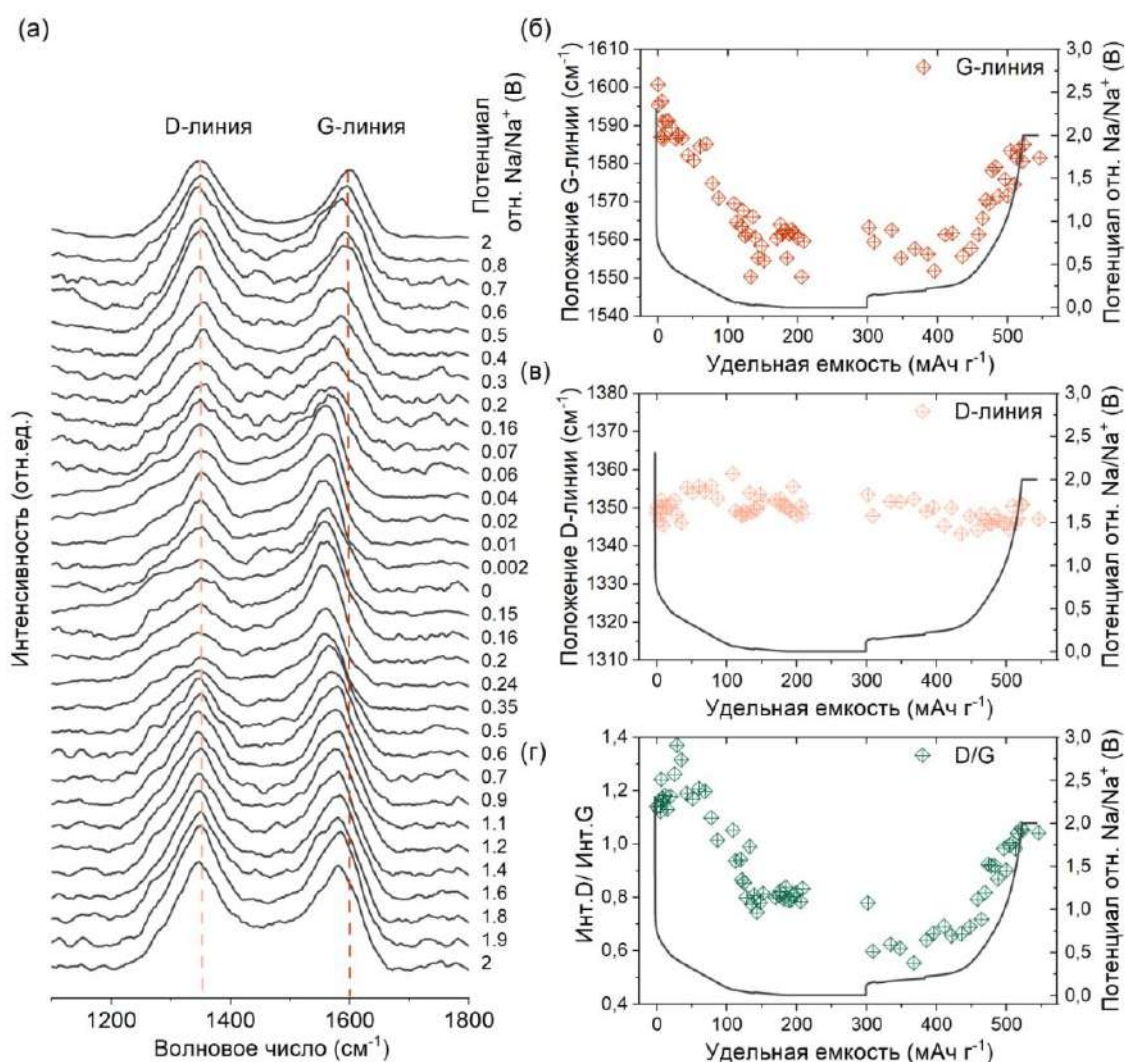 (а)
D-линия
G-линия
Потенциал
отн. Na/Na⁺ (В)
2
0.8
0.7
0.6
0.5
0.4
0.3
0.2
0.16
0.07
0.06
0.04
0.02
0.01
0.002
0
0.15
0.16
0.2
0.24
0.35
0.5
0.6
0.7
0.9
1.1
1.2
1.4
1.6
1.8
1.9
2
Интенсивность (отн.ед.)
1200 1400 1600 1800
Волновое число (см⁻¹)
(б)
G-линия
Положение G-линии (см⁻¹)
1610
1600
1590
1580
1570
1560
1550
1540
3,0
2,5
2,0
1,5
1,0
0,5
0,0
Потенциал отн. Na/Na⁺ (В)
0 100 200 300 400 500
Удельная емкость (мАч г⁻¹)
(в)
D-линия
Положение D-линии (см⁻¹)
1380
1370
1360
1350
1340
1330
1320
1310
3,0
2,5
2,0
1,5
1,0
0,5
0,0
Потенциал отн. Na/Na⁺ (В)
0 100 200 300 400 500
Удельная емкость (мАч г⁻¹)
(г)
D/G
Инт.D/ Инт.G
1,4
1,2
1,0
0,8
0,6
0,4
3,0
2,5
2,0
1,5
1,0
0,5
0,0
Потенциал отн. Na/Na⁺ (В)
0 100 200 300 400 500
Удельная емкость (мАч г⁻¹)